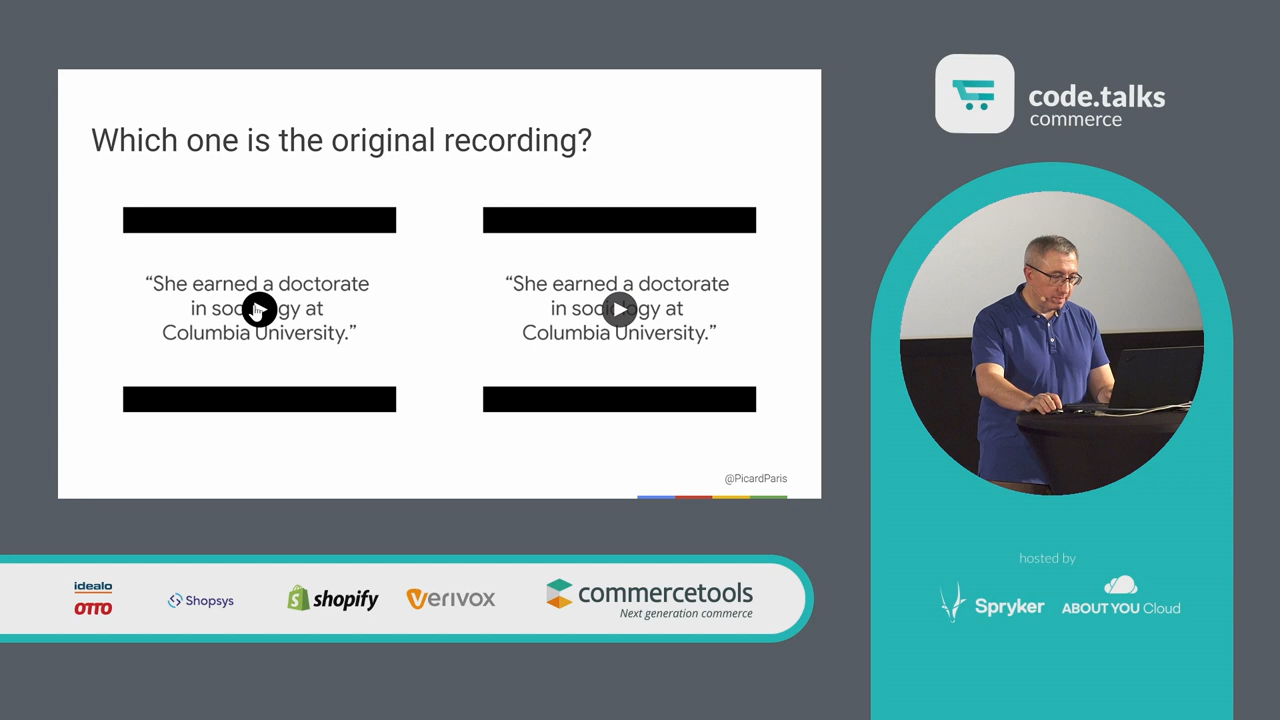 Which one is the original recording?
“She earned a doctorate
in sociology at
Columbia University.”
“She earned a doctorate
in sociology at
Columbia University.”
@PicardParis
code.talks
commerce
hosted by
Spryker
ABOUT YOU Cloud
idealo
OTTO
Shopsys
shopify
Verivox
commercetools
Next generation commerce